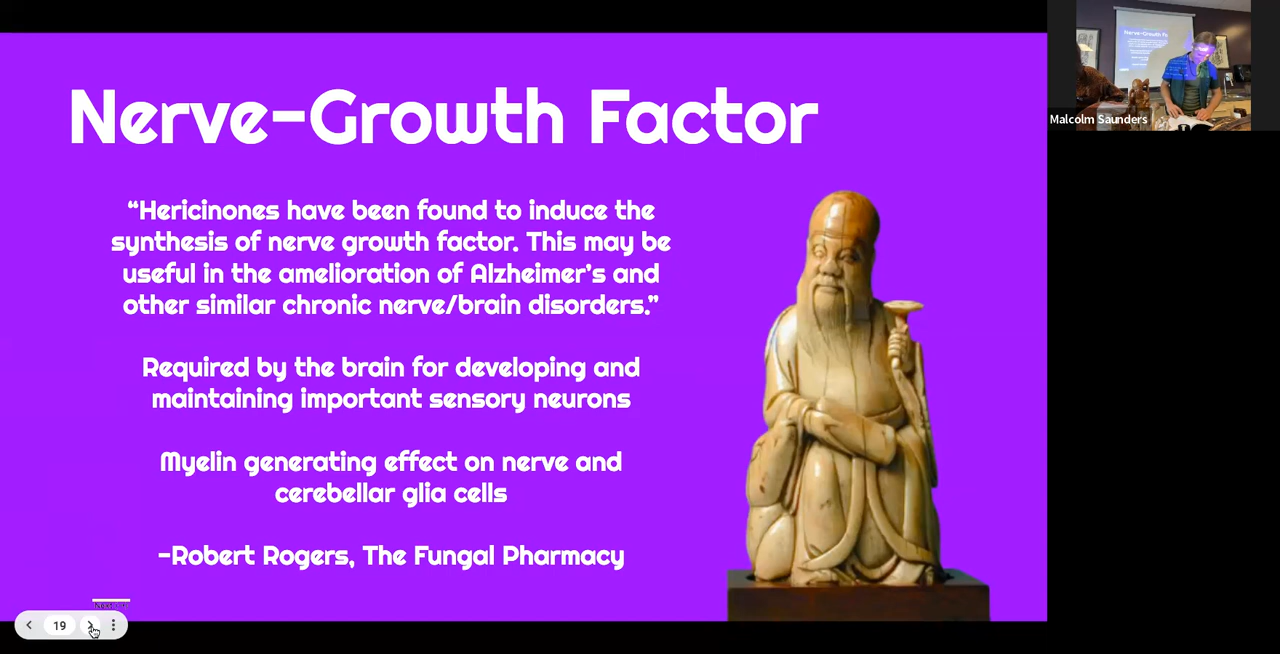 Nerve-Growth Factor
“Hericinones have been found to induce the
synthesis of nerve growth factor. This may be
useful in the amelioration of Alzheimer’s and
other similar chronic nerve/brain disorders.”
Required by the brain for developing and
maintaining important sensory neurons
Myelin generating effect on nerve and
cerebellar glia cells
-Robert Rogers, The Fungal Pharmacy
19
Nerve-Growth Fa
Malcolm Saunders